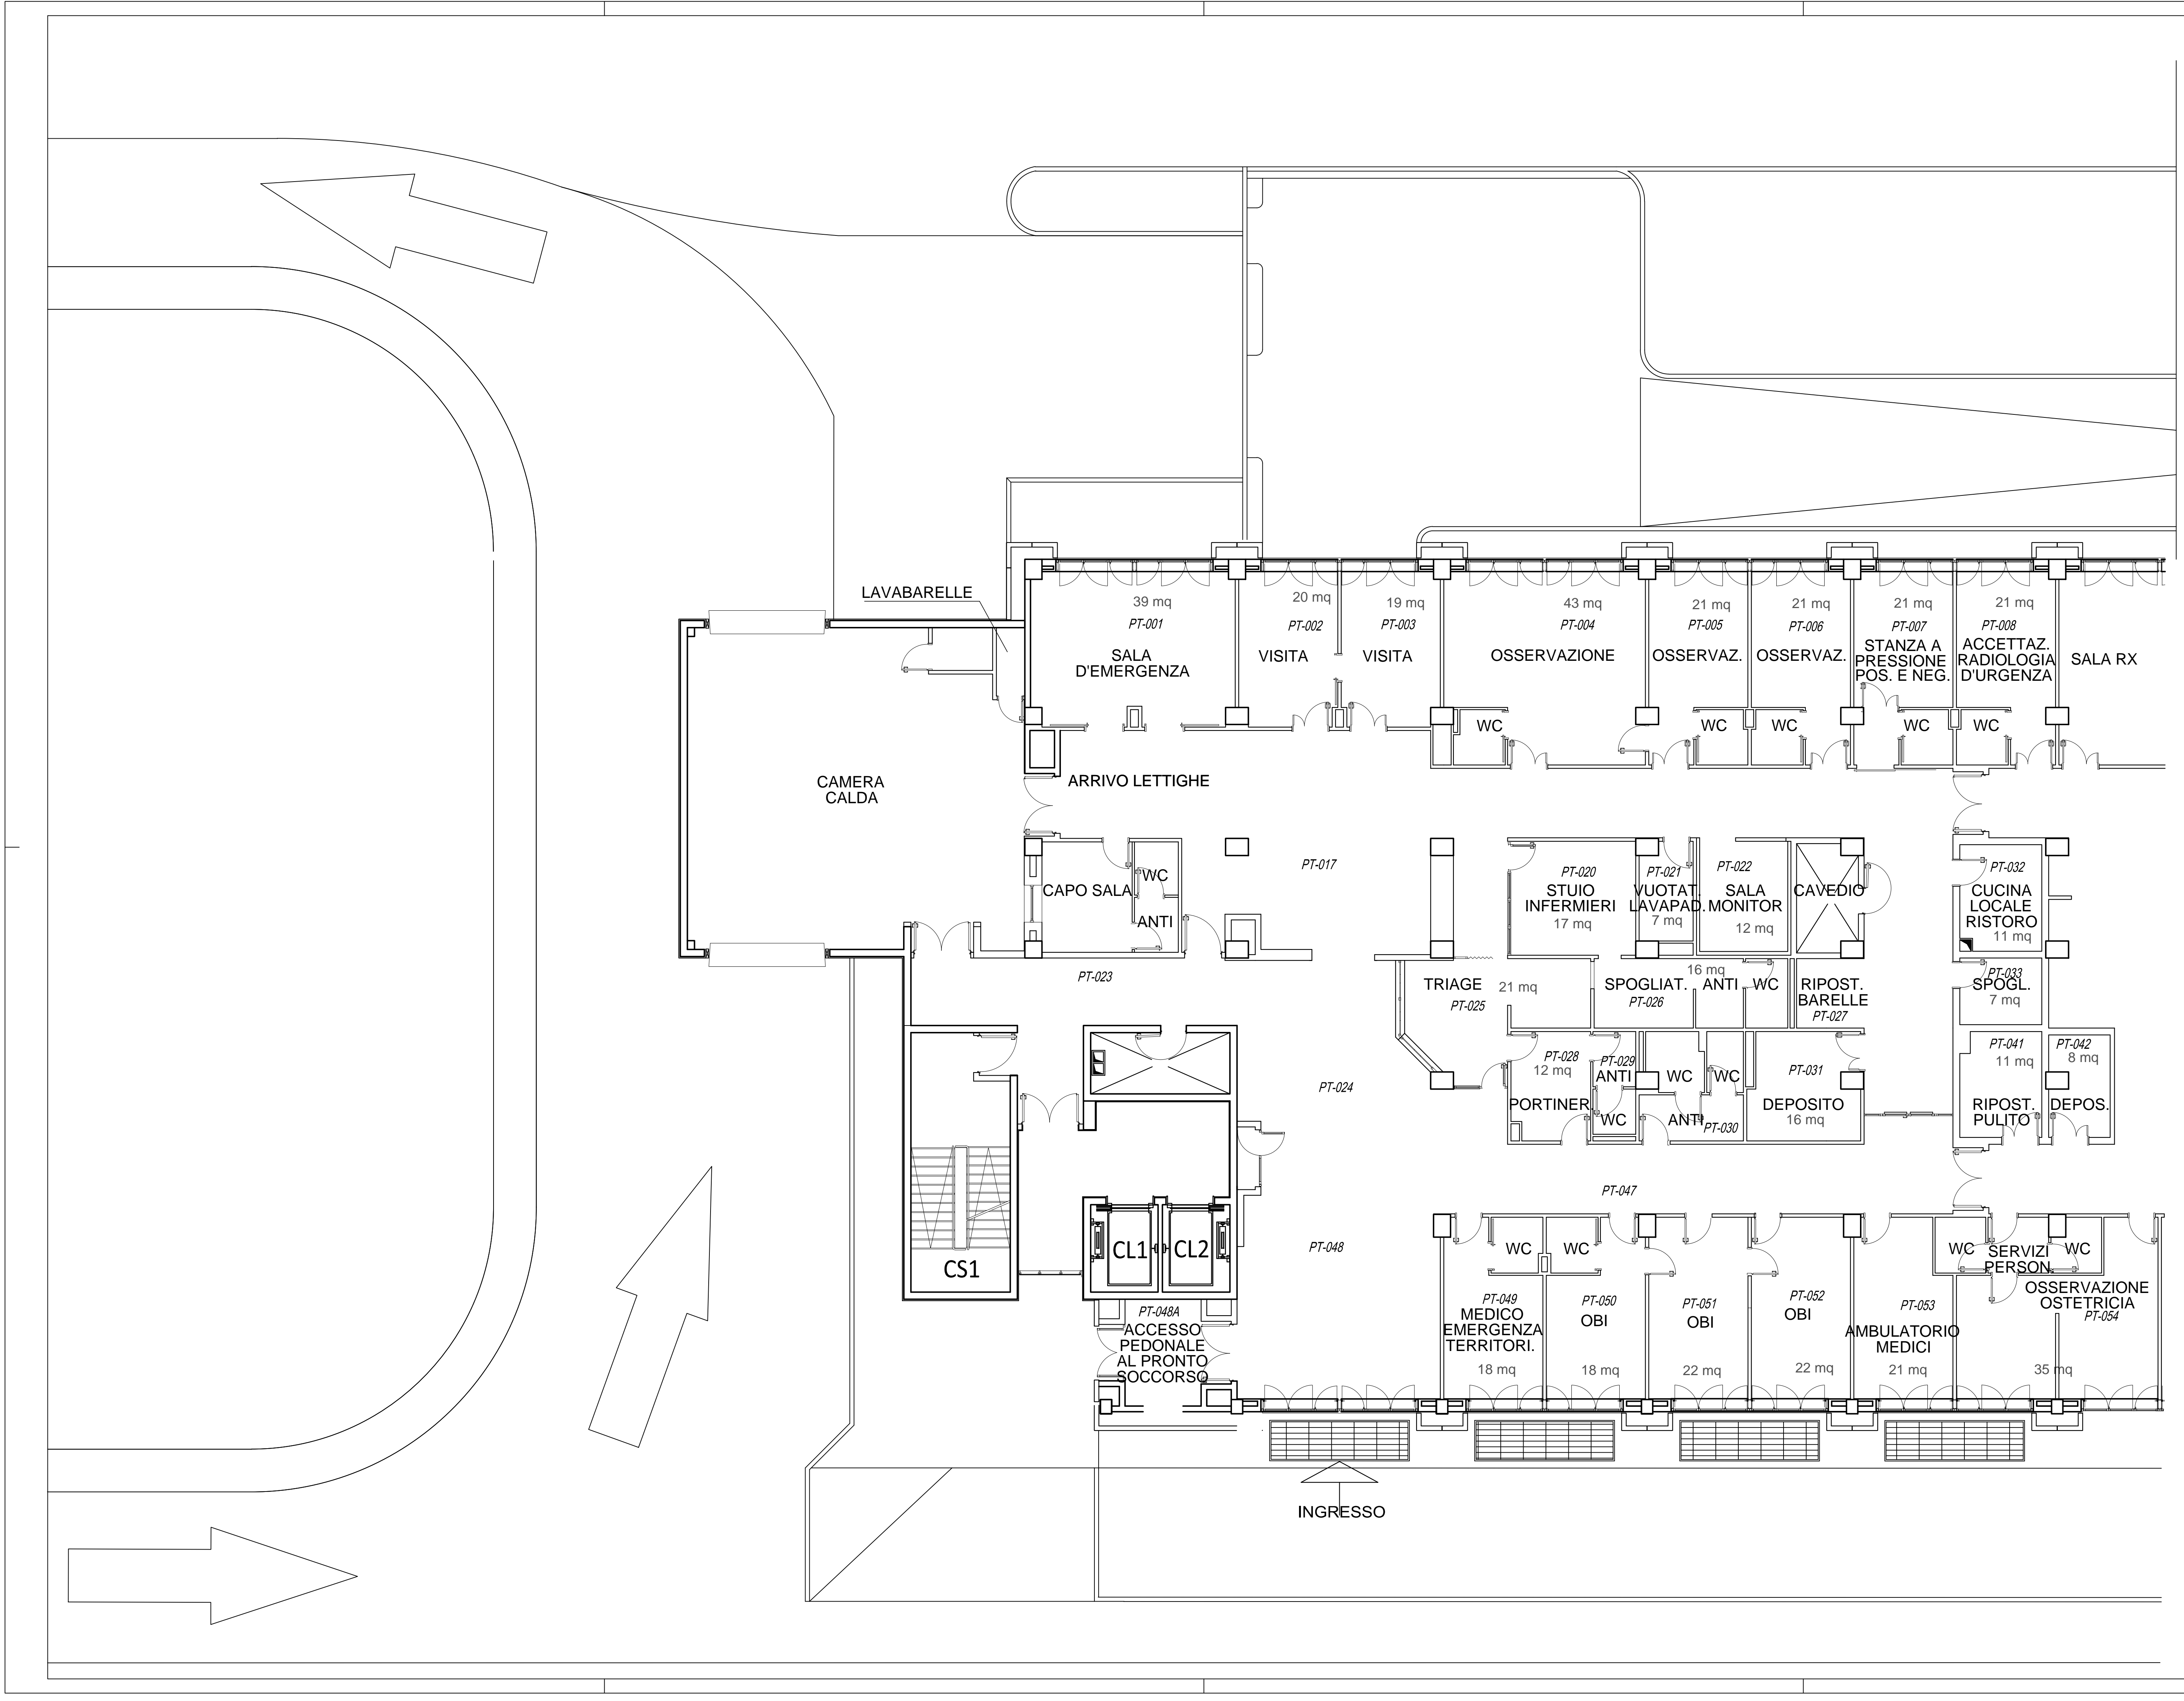 LAVABARELLE
39 mq
PT-001
SALA
D'EMERGENZA
20 mq
PT-002
VISITA
19 mq
PT-003
VISITA
43 mq
PT-004
OSSERVAZIONE
WC
21 mq
PT-005
OSSERVAZ.
WC
21 mq
PT-006
OSSERVAZ.
WC
21 mq
PT-007
STANZA A
PRESSIONE
POS. E NEG.
WC
21 mq
PT-008
ACCETTAZ.
RADIOLOGIA
D'URGENZA
WC
SALA RX
CAMERA
CALDA
ARRIVO LETTIGHE
CAPO SALA
WC
ANTI
PT-017
PT-020
STUIO
INFERMIERI
17 mq
PT-021
VUOTAT.
LAVAPAD.
7 mq
PT-022
SALA
MONITOR
12 mq
CAVEDIO
PT-032
CUCINA
LOCALE
RISTORO
11 mq
PT-023
TRIAGE
21 mq
PT-025
SPOGLIAT.
PT-026
16 mq
ANTI
WC
RIPOST.
BARELLE
PT-027
PT-033
SPOGL.
7 mq
PT-024
PT-028
12 mq
PORTINER.
PT-029
ANTI
WC
WC
WC
ANTI
PT-030
PT-031
DEPOSITO
16 mq
PT-041
11 mq
RIPOST.
PULITO
PT-042
8 mq
DEPOS.
PT-047
CS1
CL1
CL2
PT-048
PT-048A
ACCESSO
PEDONALE
AL PRONTO
SOCCORSO
WC
PT-049
MEDICO
EMERGENZA
TERRITORI.
18 mq
WC
PT-050
OBI
18 mq
PT-051
OBI
22 mq
PT-052
OBI
22 mq
PT-053
AMBULATORIO
MEDICI
21 mq
WC
SERVIZI
PERSON.
WC
OSSERVAZIONE
OSTETRICIA
PT-054
35 mq
INGRESSO